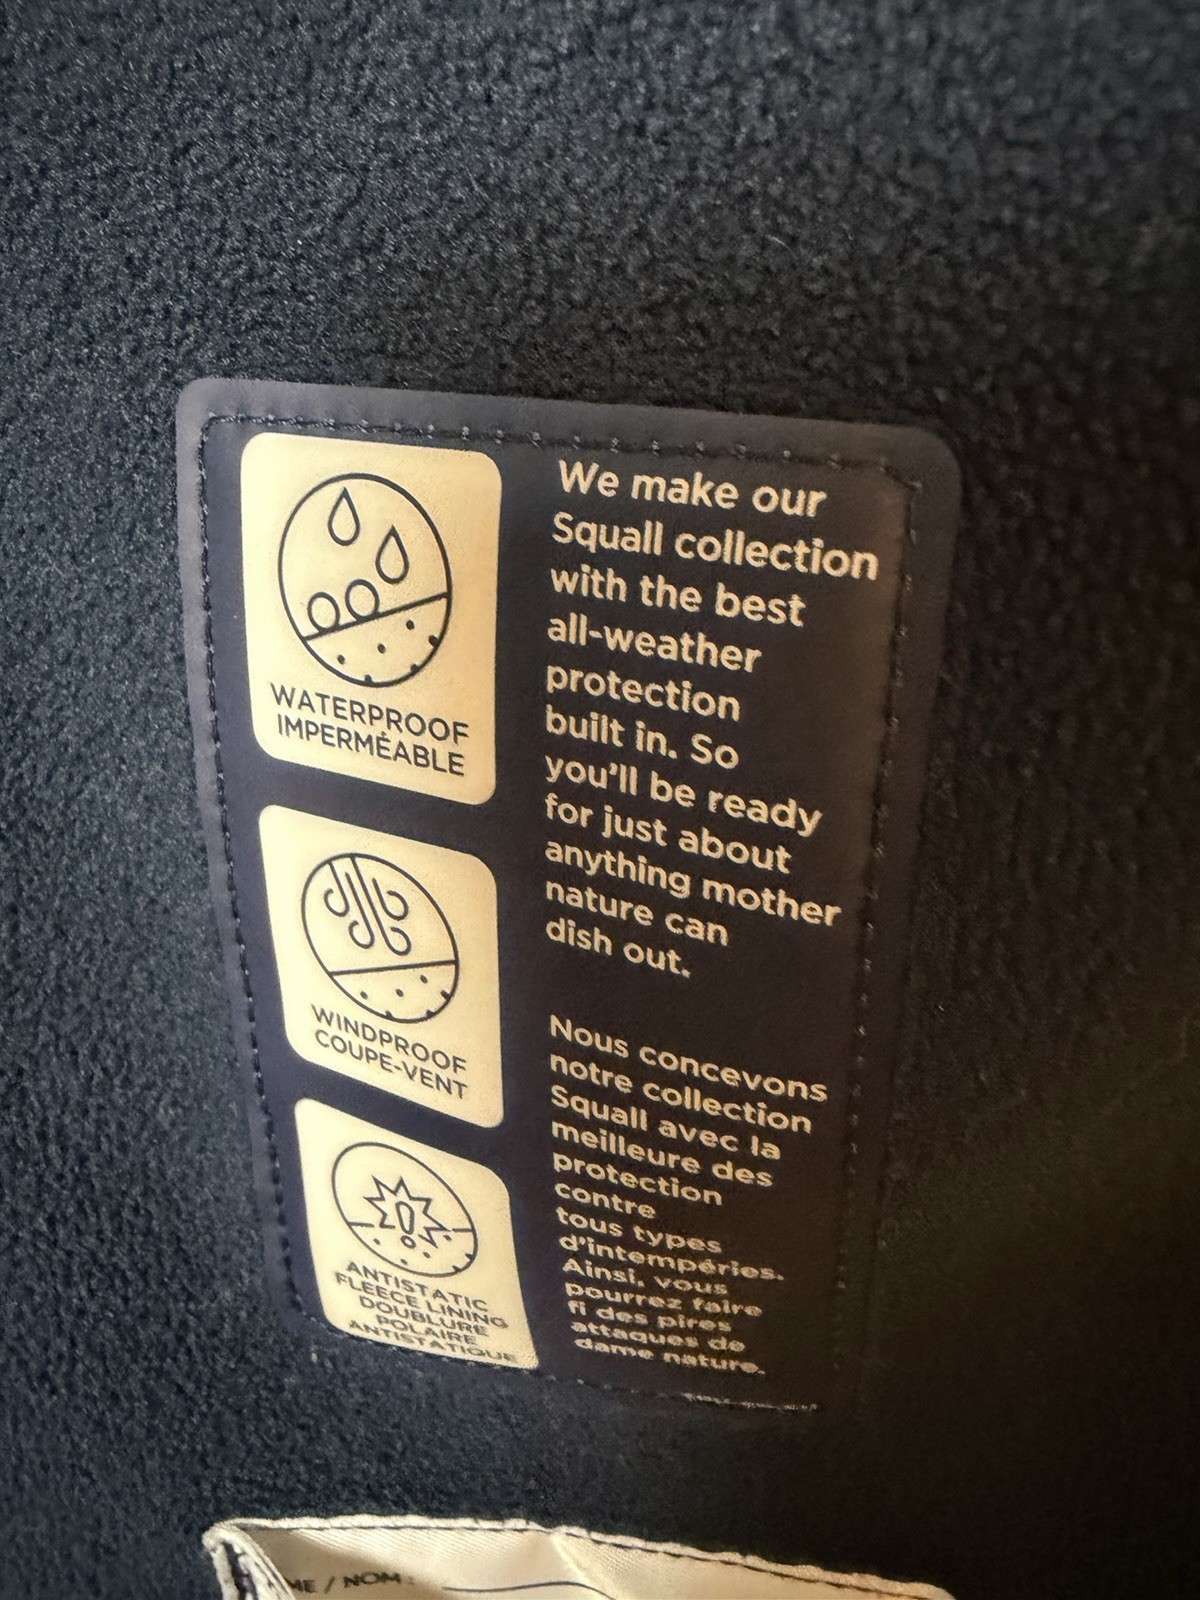 WATERPROOF
IMPERMÉABLE
WINDPROOF
COUPE-VENT
ANTISTATIC
FLEECE LINING
DOUBLURE
POLAIRE
ANTISTATIQUE
We make our
Squall collection
with the best
all-weather
protection
built in. So
you'll be ready
for just about
anything mother
nature can
dish out.
Nous concevons
notre collection
Squall avec la
meilleure des
protection
contre
tous types
d'intempéries.
Ainsi, vous
pourrez faire
fi des pires
attaques de
dame nature.
/ NOM :